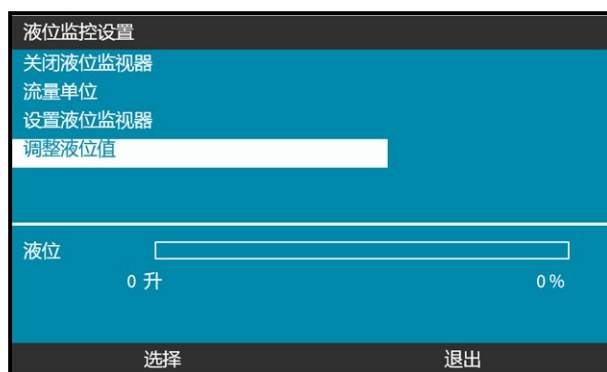 液位监控设置
关闭液位监视器
流量单位
设置液位监视器
调整液位值
液位
0 升 0 %
选择 退出